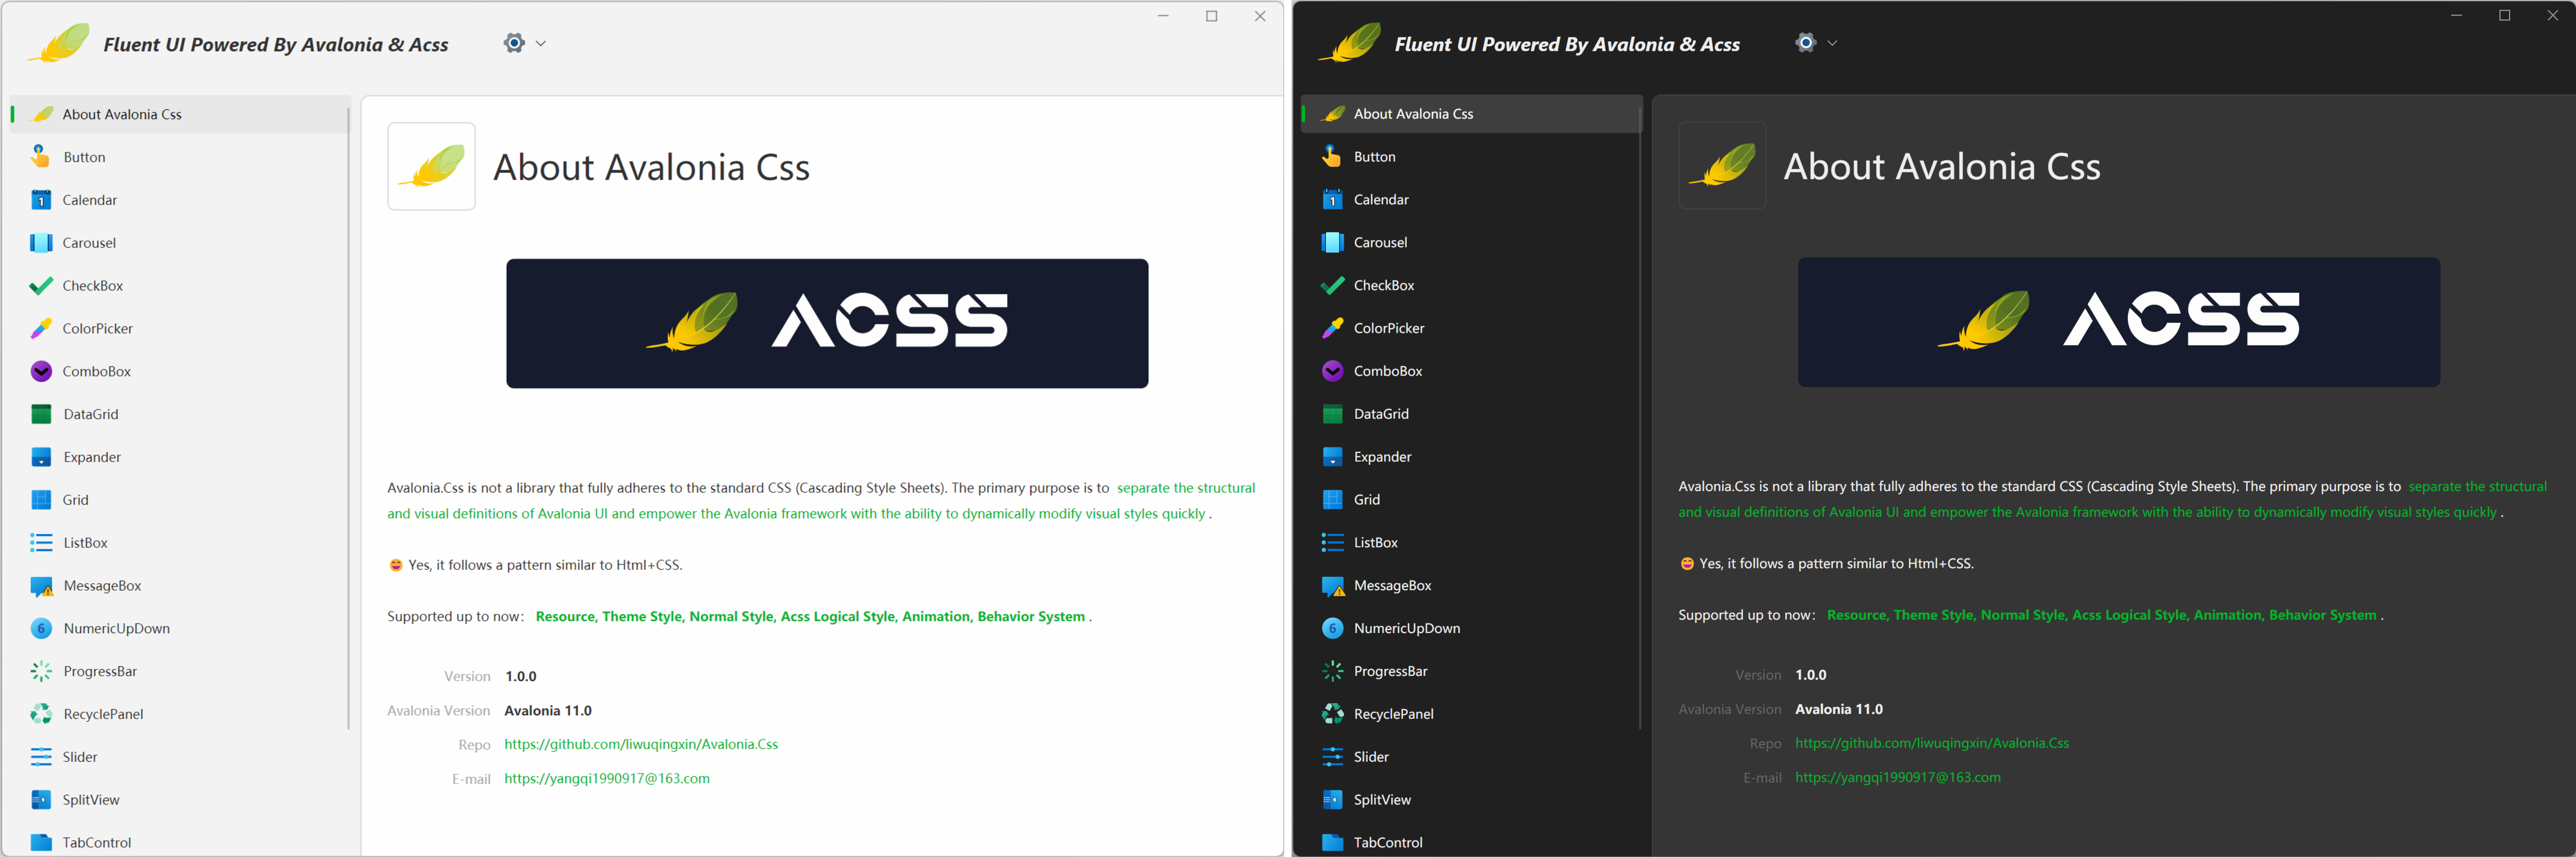 Fluent UI Powered By Avalonia & Acss
About Avalonia Css
Button
Calendar
1
Carousel
CheckBox
ColorPicker
ComboBox
DataGrid
Expander
Grid
ListBox
MessageBox
6
NumericUpDown
ProgressBar
RecyclePanel
Slider
SplitView
TabControl
About Avalonia Css
ACSS
Avalonia.Css is not a library that fully adheres to the standard CSS (Cascading Style Sheets). The primary purpose is to separate the structural
and visual definitions of Avalonia UI and empower the Avalonia framework with the ability to dynamically modify visual styles quickly .
😄 Yes, it follows a pattern similar to Html+CSS.
Supported up to now： Resource, Theme Style, Normal Style, Acss Logical Style, Animation, Behavior System .
Version 1.0.0
Avalonia Version Avalonia 11.0
Repo https://github.com/liwuqingxin/Avalonia.Css
E-mail https://yangqi1990917@163.com
Fluent UI Powered By Avalonia & Acss
About Avalonia Css
Button
Calendar
1
Carousel
CheckBox
ColorPicker
ComboBox
DataGrid
Expander
Grid
ListBox
MessageBox
6
NumericUpDown
ProgressBar
RecyclePanel
Slider
SplitView
TabControl
About Avalonia Css
ACSS
Avalonia.Css is not a library that fully adheres to the standard CSS (Cascading Style Sheets). The primary purpose is to separate the structural
and visual definitions of Avalonia UI and empower the Avalonia framework with the ability to dynamically modify visual styles quickly .
😄 Yes, it follows a pattern similar to Html+CSS.
Supported up to now： Resource, Theme Style, Normal Style, Acss Logical Style, Animation, Behavior System .
Version 1.0.0
Avalonia Version Avalonia 11.0
Repo https://github.com/liwuqingxin/Avalonia.Css
E-mail https://yangqi1990917@163.com